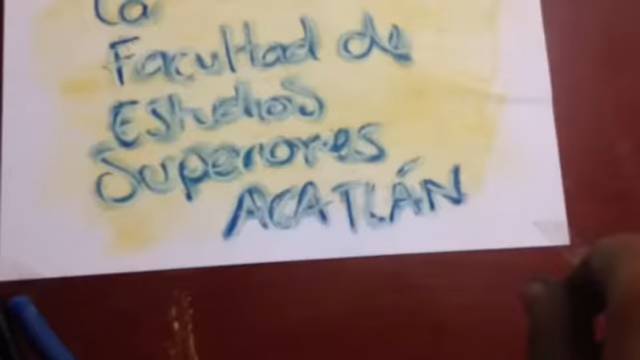 La
Facultad de
Estudios
Superiores
ACATLÁN